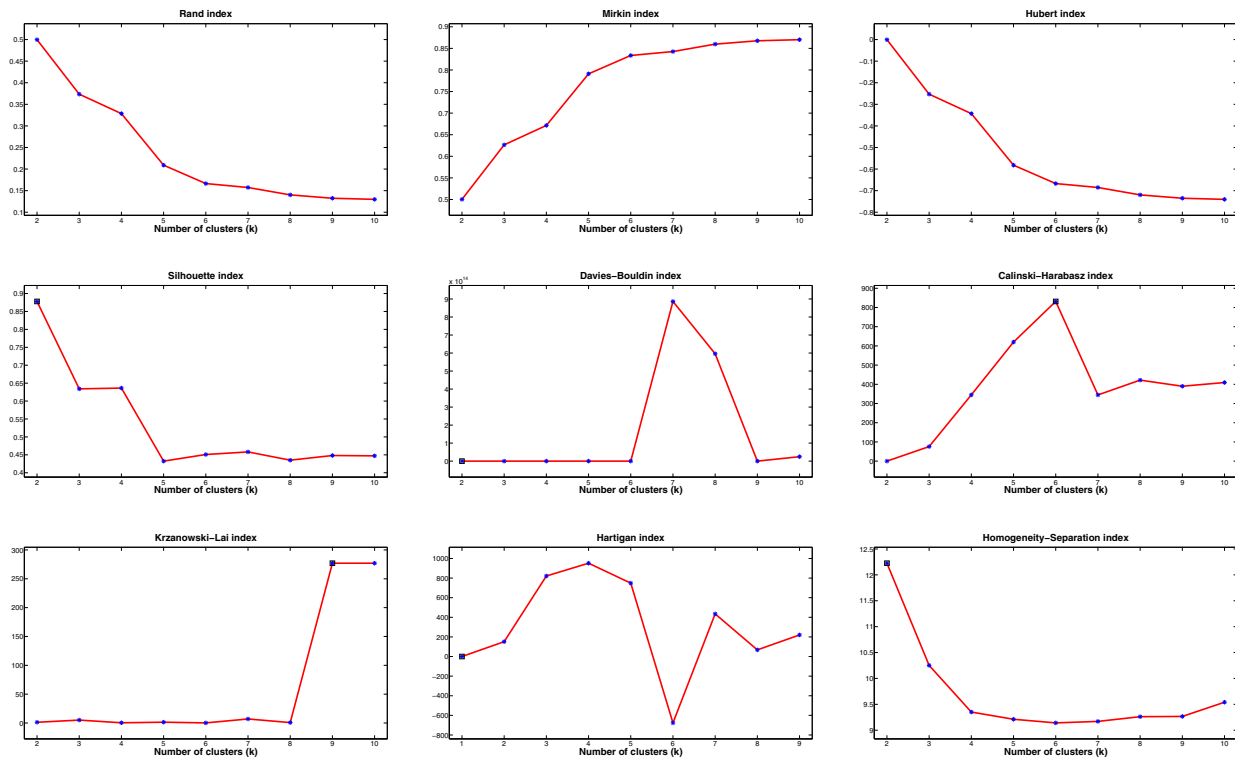 Rand index
0.5
0.45
0.4
0.35
0.3
0.25
0.2
0.15
0.1
2 3 4 5 6 7 8 9 10
Number of clusters (k)
Mirkin index
0.9
0.85
0.8
0.75
0.7
0.65
0.6
0.55
0.5
2 3 4 5 6 7 8 9 10
Number of clusters (k)
Hubert index
0
−0.1
−0.2
−0.3
−0.4
−0.5
−0.6
−0.7
−0.8
2 3 4 5 6 7 8 9 10
Number of clusters (k)
Silhouette index
0.9
0.85
0.8
0.75
0.7
0.65
0.6
0.55
0.5
0.45
0.4
2 3 4 5 6 7 8 9 10
Number of clusters (k)
Davies−Bouldin index
x 10¹⁴
9
8
7
6
5
4
3
2
1
0
2 3 4 5 6 7 8 9 10
Number of clusters (k)
Calinski−Harabasz index
900
800
700
600
500
400
300
200
100
0
2 3 4 5 6 7 8 9 10
Number of clusters (k)
Krzanowski−Lai index
300
250
200
150
100
50
0
2 3 4 5 6 7 8 9 10
Number of clusters (k)
Hartigan index
1000
800
600
400
200
0
−200
−400
−600
−800
1 2 3 4 5 6 7 8 9
Number of clusters (k)
Homogeneity−Separation index
12.5
12
11.5
11
10.5
10
9.5
9
2 3 4 5 6 7 8 9 10
Number of clusters (k)